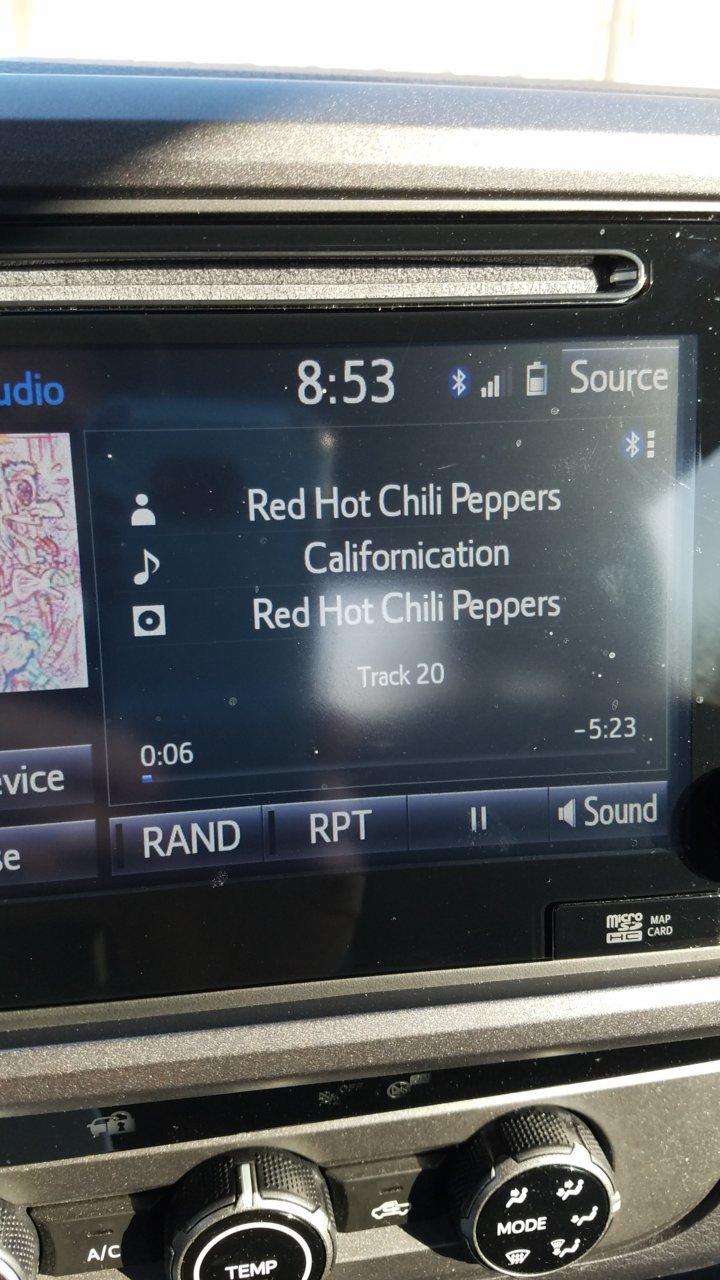 udio
8:53
Source
Red Hot Chili Peppers
Californication
Red Hot Chili Peppers
Track 20
0:06
-5:23
evice
se
RAND
RPT
Sound
micro
SD
HC
MAP
CARD
OFF
A/C
TEMP
MODE